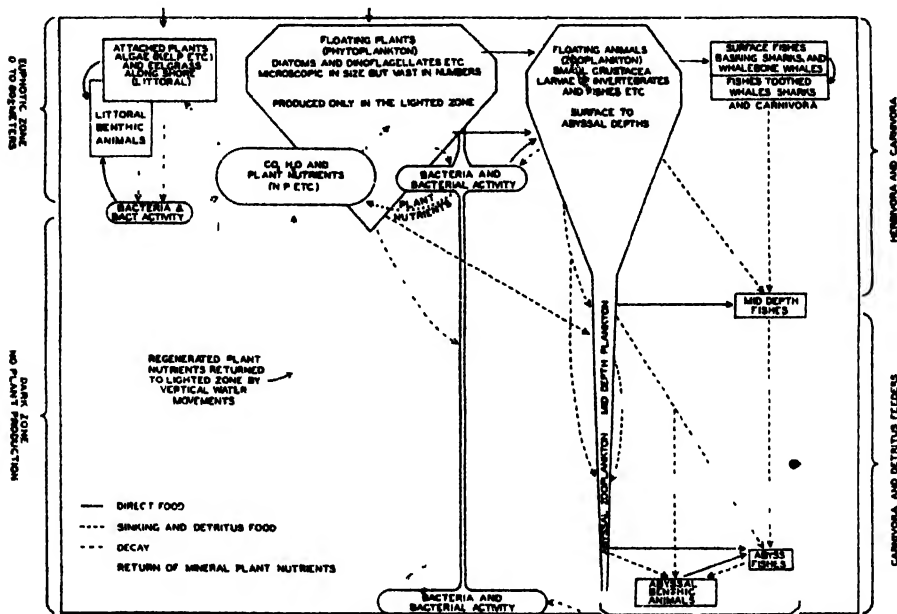 EUPHOTIC ZONE
ATTACHED PLANTS
ALGAE (KELP ETC)
AND EELGRASS
ALONG SHORE
(LITTORAL)
LITTORAL
BENTHIC
ANIMALS
BACTERIA &
BACT ACTIVITY
FLOATING PLANTS
(PHYTOPLANKTON)
DIATOMS AND DINOFLAGELLATES ETC
MICROSCOPIC IN SIZE BUT VAST IN NUMBERS
PRODUCED ONLY IN THE LIGHTED ZONE
CO₂ H₂O AND
PLANT NUTRIENTS
(N P ETC)
BACTERIA AND
BACTERIAL ACTIVITY
PLANT
NUTRIENTS
FLOATING ANIMALS
(ZOOPLANKTON)
SMALL CRUSTACEA
LARVAE OF INVERTEBRATES
AND FISHES ETC
SURFACE TO
ABYSSAL DEPTHS
SURFACE FISHES
BASKING SHARKS, AND
WHALEBONE WHALES
FISHES TOOTHED
WHALES SHARKS
AND CARNIVORA
HERBIVORA AND CARNIVORA
MID DEPTH
FISHES
MID DEPTH PLANKTON
ABYSSAL ZOOPLANKTON
DARK ZONE
NO PLANT PRODUCTION
REGENERATED PLANT
NUTRIENTS RETURNED
TO LIGHTED ZONE BY
VERTICAL WATER
MOVEMENTS
DIRECT FOOD
SINKING AND DETRITUS FOOD
DECAY
RETURN OF MINERAL PLANT NUTRIENTS
BACTERIA AND
BACTERIAL ACTIVITY
ABYSSAL
BENTHIC
ANIMALS
ABYSS
FISHES
CARNIVORA AND DETRITUS FEEDERS